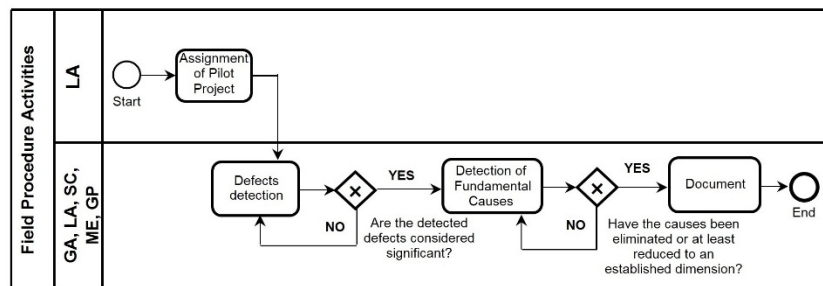 Field Procedure Activities
LA
Start
Assignment
of Pilot
Project
GA, LA, SC,
ME, GP
Defects
detection
YES
NO
Are the detected
defects considered
significant?
Detection of
Fundamental
Causes
YES
NO
Have the causes been
eliminated or at least
reduced to an
established dimension?
Document
End